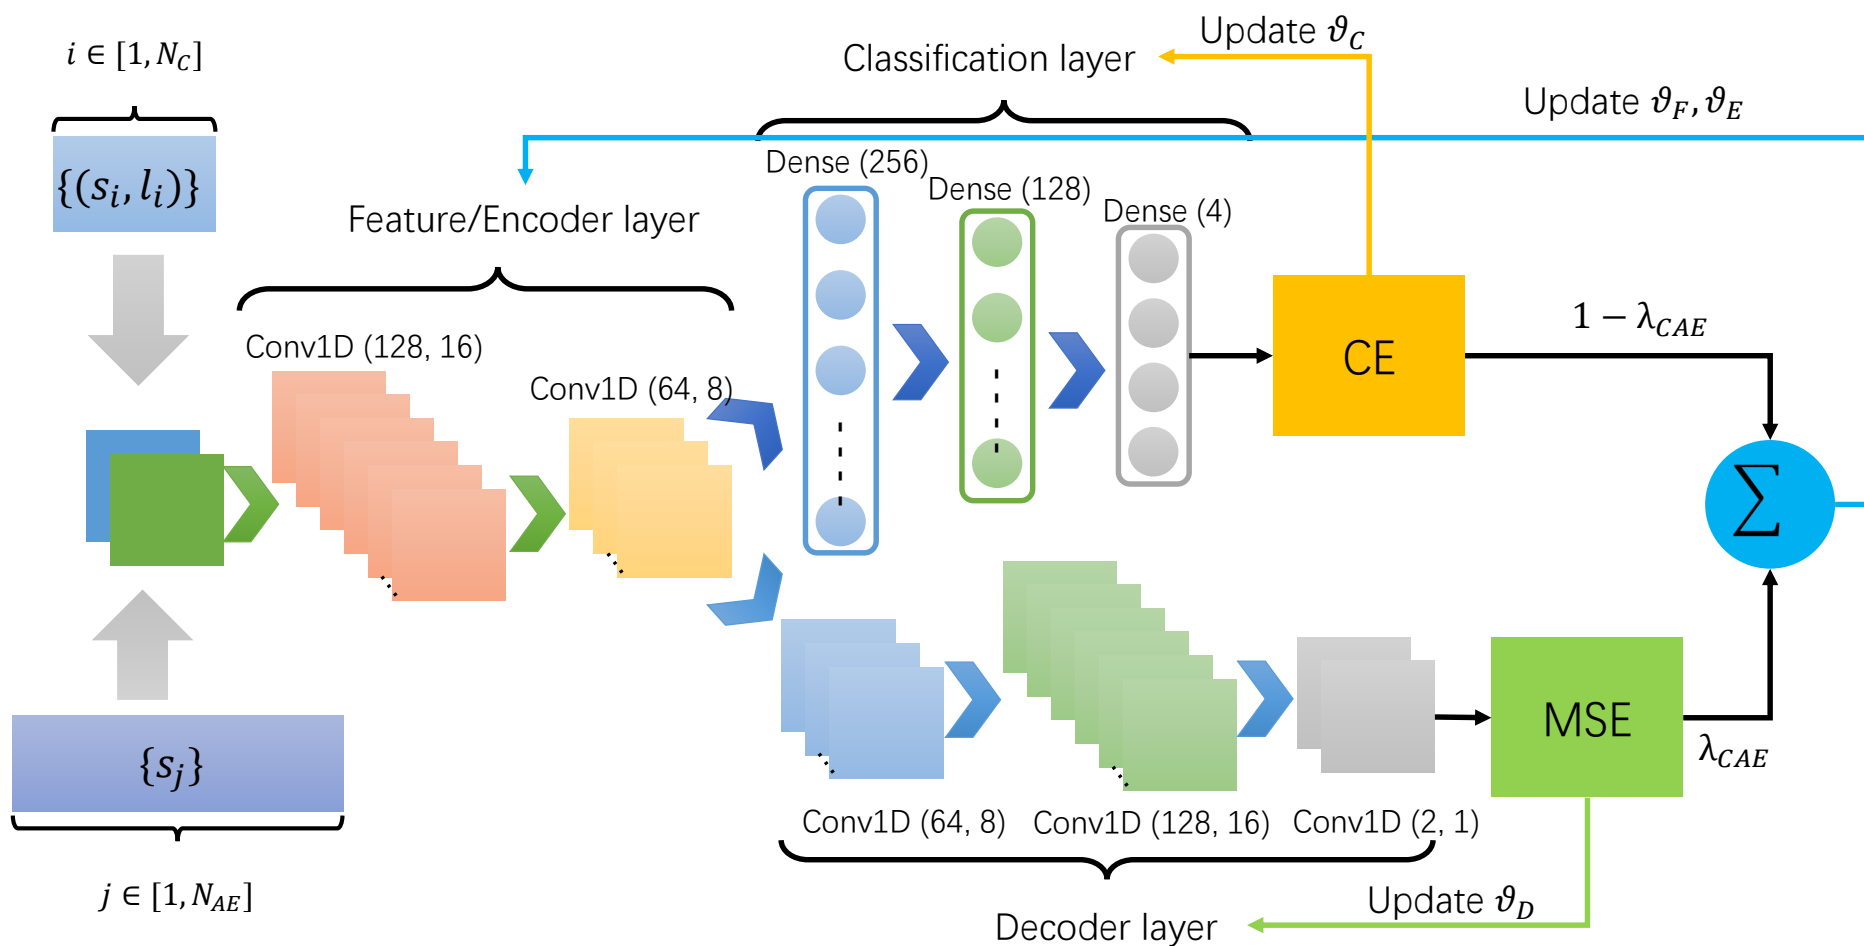 i ∈ [1, N_C]
{(s_i, l_i)}
Classification layer
Update ϑ_C
Update ϑ_F, ϑ_E
Feature/Encoder layer
Dense (256)
Dense (128)
Dense (4)
Conv1D (128, 16)
Conv1D (64, 8)
CE
1 − λ_CAE
∑
MSE
λ_CAE
{s_j}
j ∈ [1, N_AE]
Conv1D (64, 8)
Conv1D (128, 16)
Conv1D (2, 1)
Decoder layer
Update ϑ_D